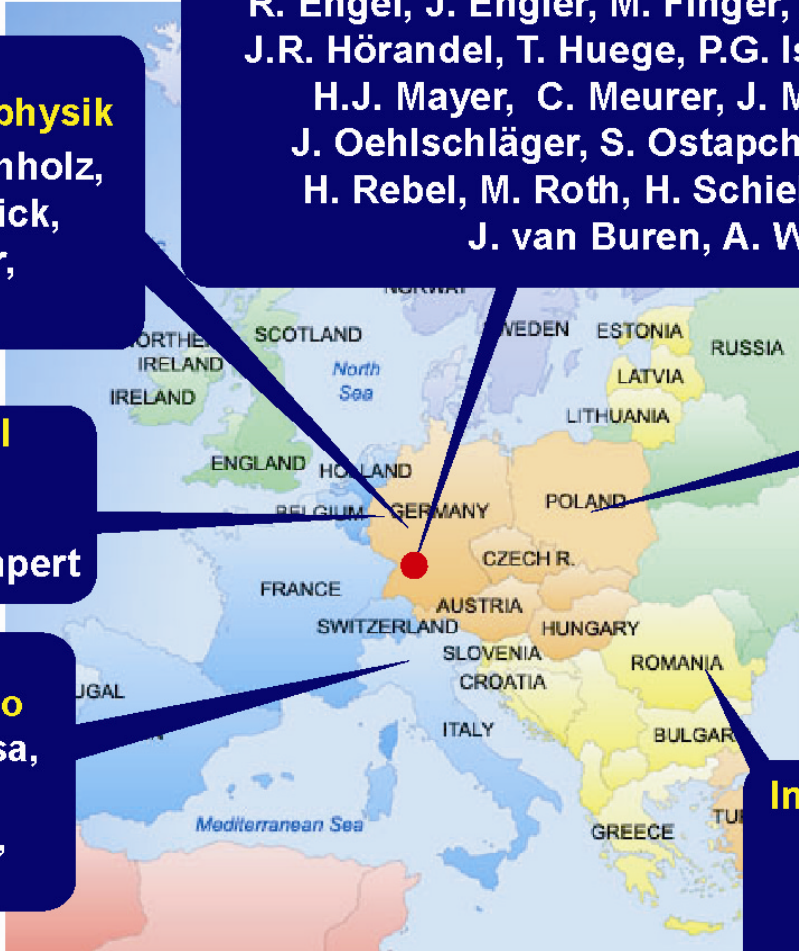 R. Engel, J. Engler, M. Finger,
J.R. Hörandel, T. Huege, P.G. Is
H.J. Mayer, C. Meurer, J. M
J. Oehlschläger, S. Ostapch
H. Rebel, M. Roth, H. Schiel
J. van Buren, A. W
physik
nholz,
ick,
r,
NORWAY
NORTHERN
IRELAND
SCOTLAND
SWEDEN
ESTONIA
RUSSIA
North
Sea
LATVIA
IRELAND
LITHUANIA
l
ENGLAND
HOLLAND
BELGIUM
GERMANY
POLAND
CZECH R.
npert
FRANCE
AUSTRIA
SWITZERLAND
HUNGARY
SLOVENIA
ROMANIA
CROATIA
UGAL
o
sa,
ITALY
BULGAR
In
Mediterranean Sea
GREECE
TU
,